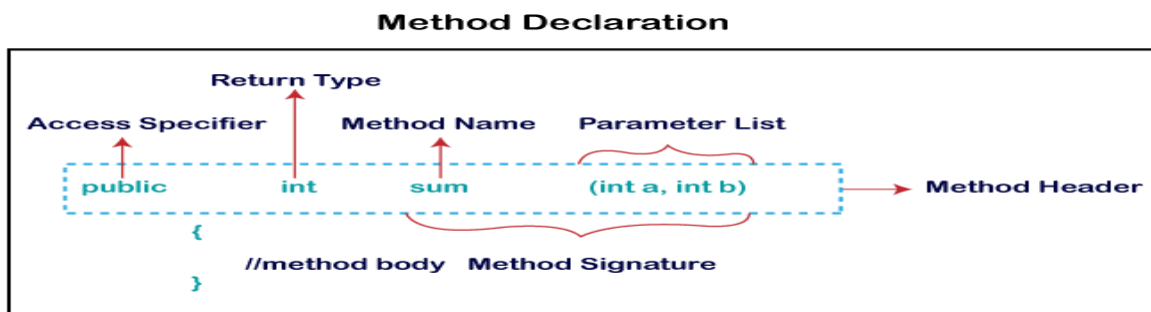 Method Declaration
Return Type
Access Specifier Method Name Parameter List
public int sum (int a, int b) Method Header
{
//method body Method Signature
}